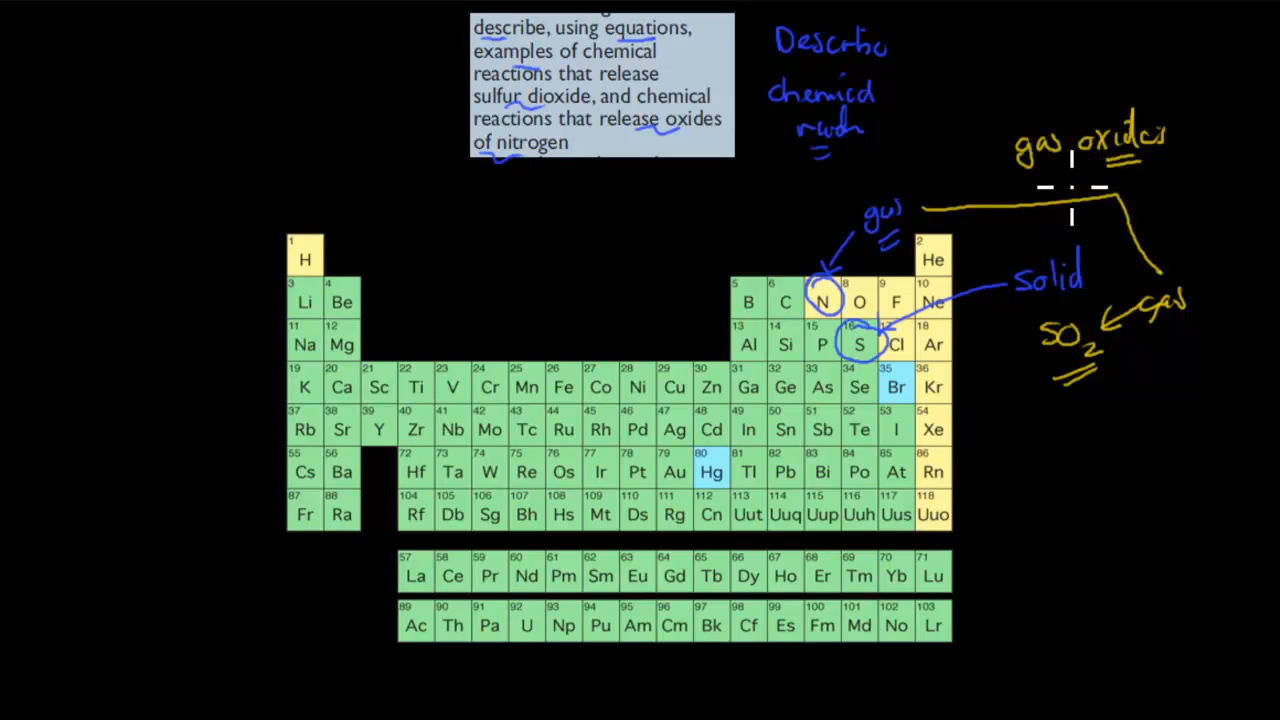 describe, using equations,
examples of chemical
reactions that release
sulfur dioxide, and chemical
reactions that release oxides
of nitrogen
Describe
chemical
gas oxides
gas
solid
SO2
gas
1 H 2 He
3 Li 4 Be 5 B 6 C N 8 O 9 F 10 Ne
11 Na 12 Mg 13 Al 14 Si 15 P 16 S 17 Cl 18 Ar
19 K 20 Ca 21 Sc 22 Ti 23 V 24 Cr 25 Mn 26 Fe 27 Co 28 Ni 29 Cu 30 Zn 31 Ga 32 Ge 33 As 34 Se 35 Br 36 Kr
37 Rb 38 Sr 39 Y 40 Zr 41 Nb 42 Mo 43 Tc 44 Ru 45 Rh 46 Pd 47 Ag 48 Cd 49 In 50 Sn 51 Sb 52 Te 53 I 54 Xe
55 Cs 56 Ba 72 Hf 73 Ta 74 W 75 Re 76 Os 77 Ir 78 Pt 79 Au 80 Hg 81 Tl 82 Pb 83 Bi 84 Po 85 At 86 Rn
87 Fr 88 Ra 104 Rf 105 Db 106 Sg 107 Bh 108 Hs 109 Mt 110 Ds 111 Rg 112 Cn 113 Uut 114 Uuq 115 Uup 116 Uuh 117 Uus 118 Uuo
57 La 58 Ce 59 Pr 60 Nd 61 Pm 62 Sm 63 Eu 64 Gd 65 Tb 66 Dy 67 Ho 68 Er 69 Tm 70 Yb 71 Lu
89 Ac 90 Th 91 Pa 92 U 93 Np 94 Pu 95 Am 96 Cm 97 Bk 98 Cf 99 Es 100 Fm 101 Md 102 No 103 Lr